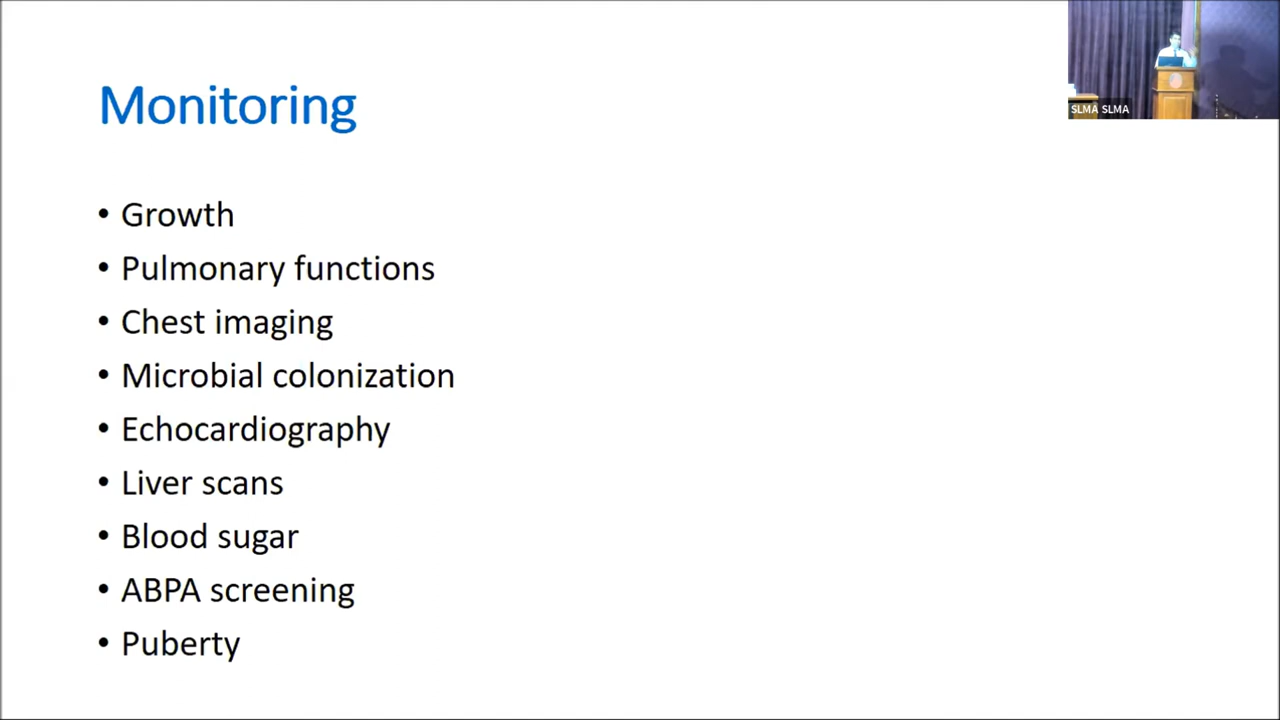 Monitoring
SLMA SLMA
• Growth
• Pulmonary functions
• Chest imaging
• Microbial colonization
• Echocardiography
• Liver scans
• Blood sugar
• ABPA screening
• Puberty